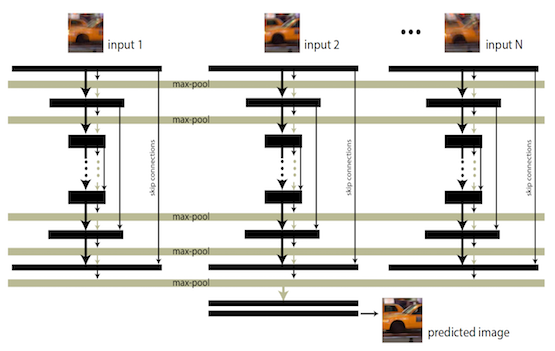 input 1
input 2
input N
max-pool
max-pool
skip connections
skip connections
skip connections
max-pool
max-pool
max-pool
predicted image